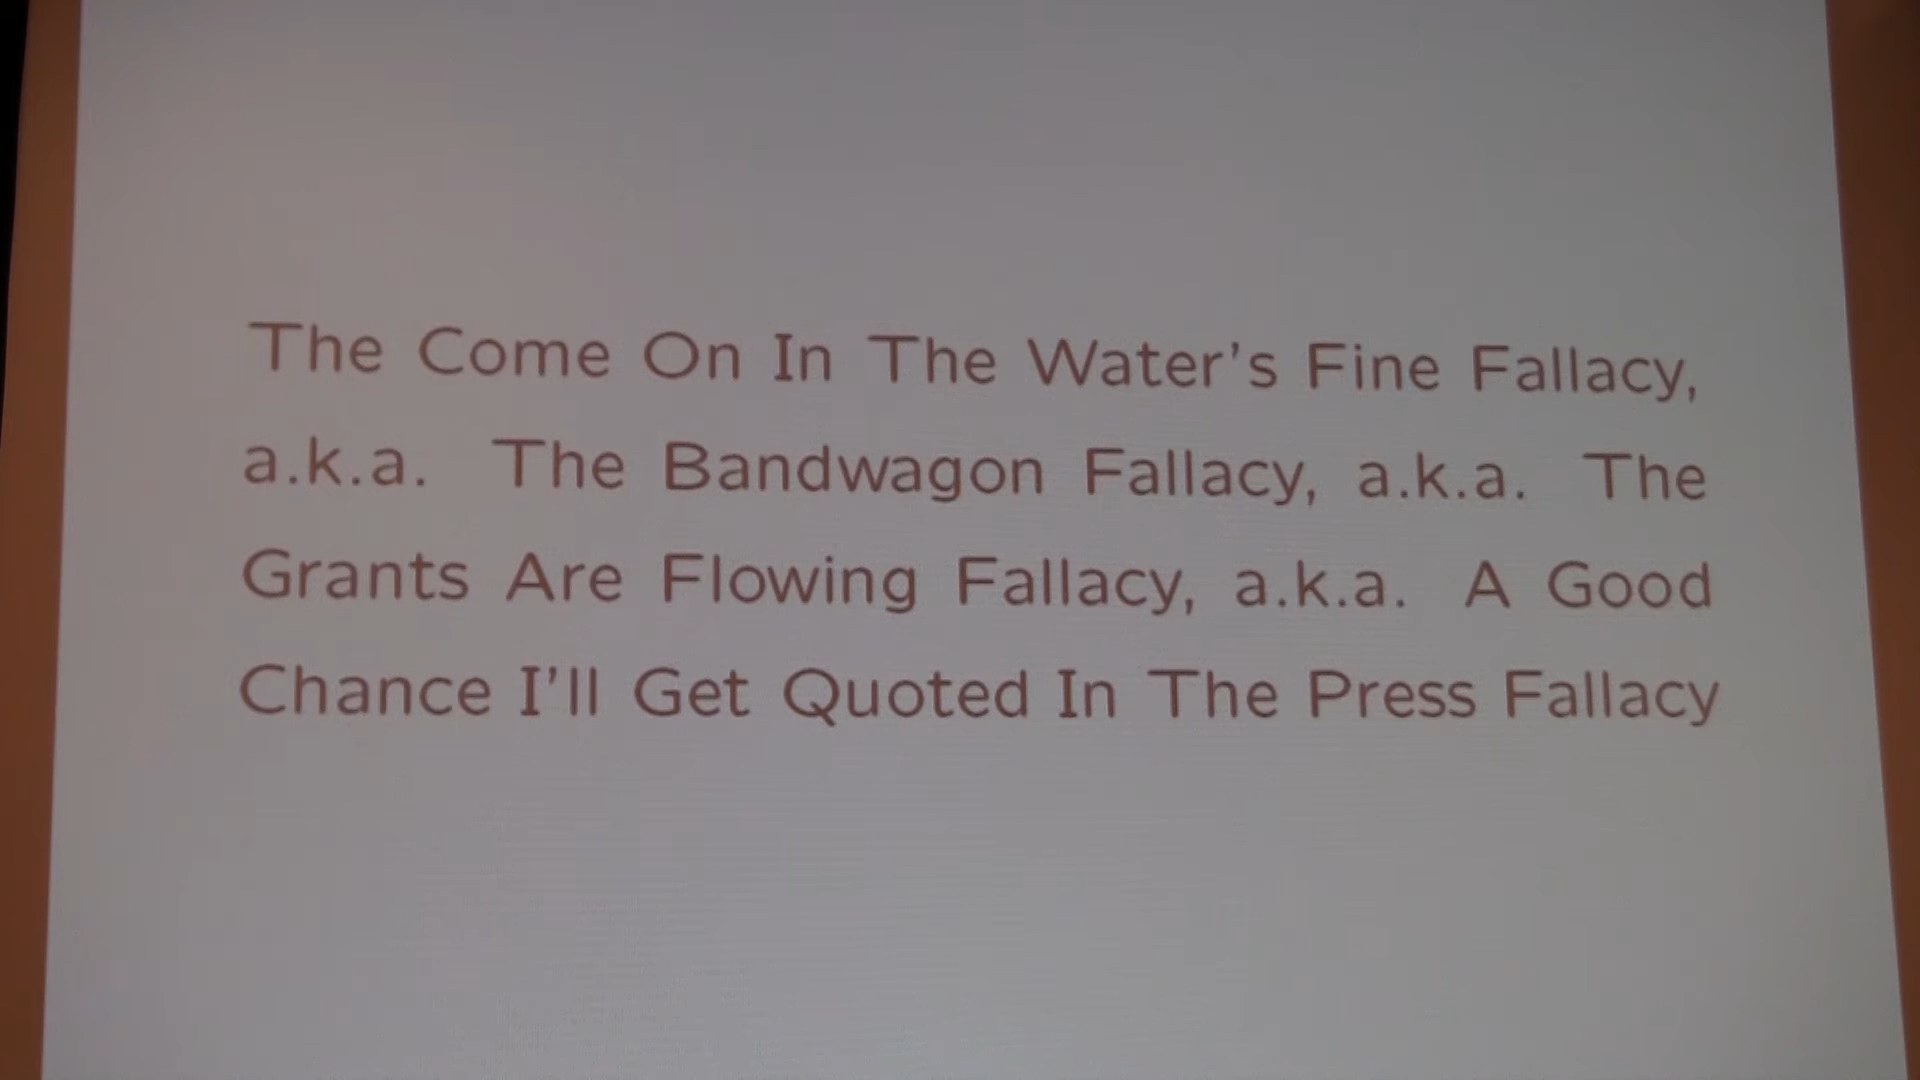 The Come On In The Water's Fine Fallacy,
a.k.a. The Bandwagon Fallacy, a.k.a. The
Grants Are Flowing Fallacy, a.k.a. A Good
Chance I'll Get Quoted In The Press Fallacy